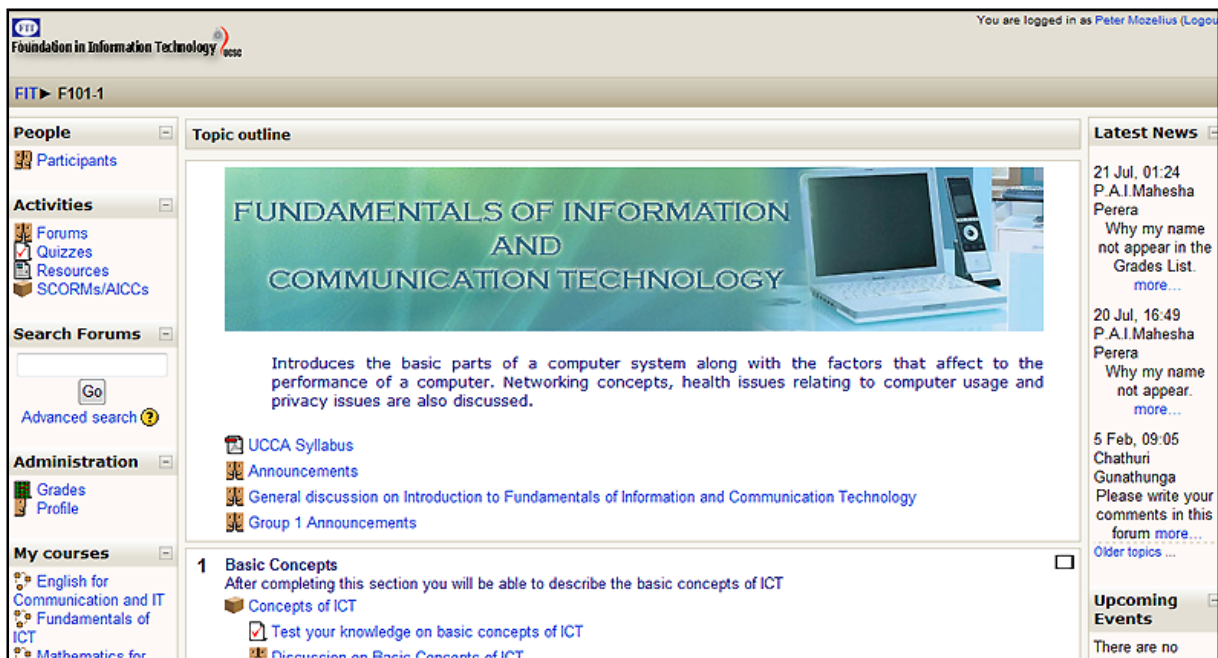 FIT
Foundation in Information Technology ucsc
You are logged in as Peter Mozelius (Logou
FIT► F101-1
People
Participants
Activities
Forums
Quizzes
Resources
SCORMs/AICCs
Search Forums
Go
Advanced search ?
Administration
Grades
Profile
My courses
English for
Communication and IT
Fundamentals of
ICT
Mathematics for
Topic outline
FUNDAMENTALS OF INFORMATION
AND
COMMUNICATION TECHNOLOGY
Introduces the basic parts of a computer system along with the factors that affect to the
performance of a computer. Networking concepts, health issues relating to computer usage and
privacy issues are also discussed.
UCCA Syllabus
Announcements
General discussion on Introduction to Fundamentals of Information and Communication Technology
Group 1 Announcements
1 Basic Concepts
After completing this section you will be able to describe the basic concepts of ICT
Concepts of ICT
Test your knowledge on basic concepts of ICT
Discussion on Basic Concepts of ICT
Latest News
21 Jul, 01:24
P.A.I.Mahesha
Perera
Why my name
not appear in the
Grades List.
more...
20 Jul, 16:49
P.A.I.Mahesha
Perera
Why my name
not appear.
more...
5 Feb, 09:05
Chathuri
Gunathunga
Please write your
comments in this
forum more...
Older topics ...
Upcoming
Events
There are no